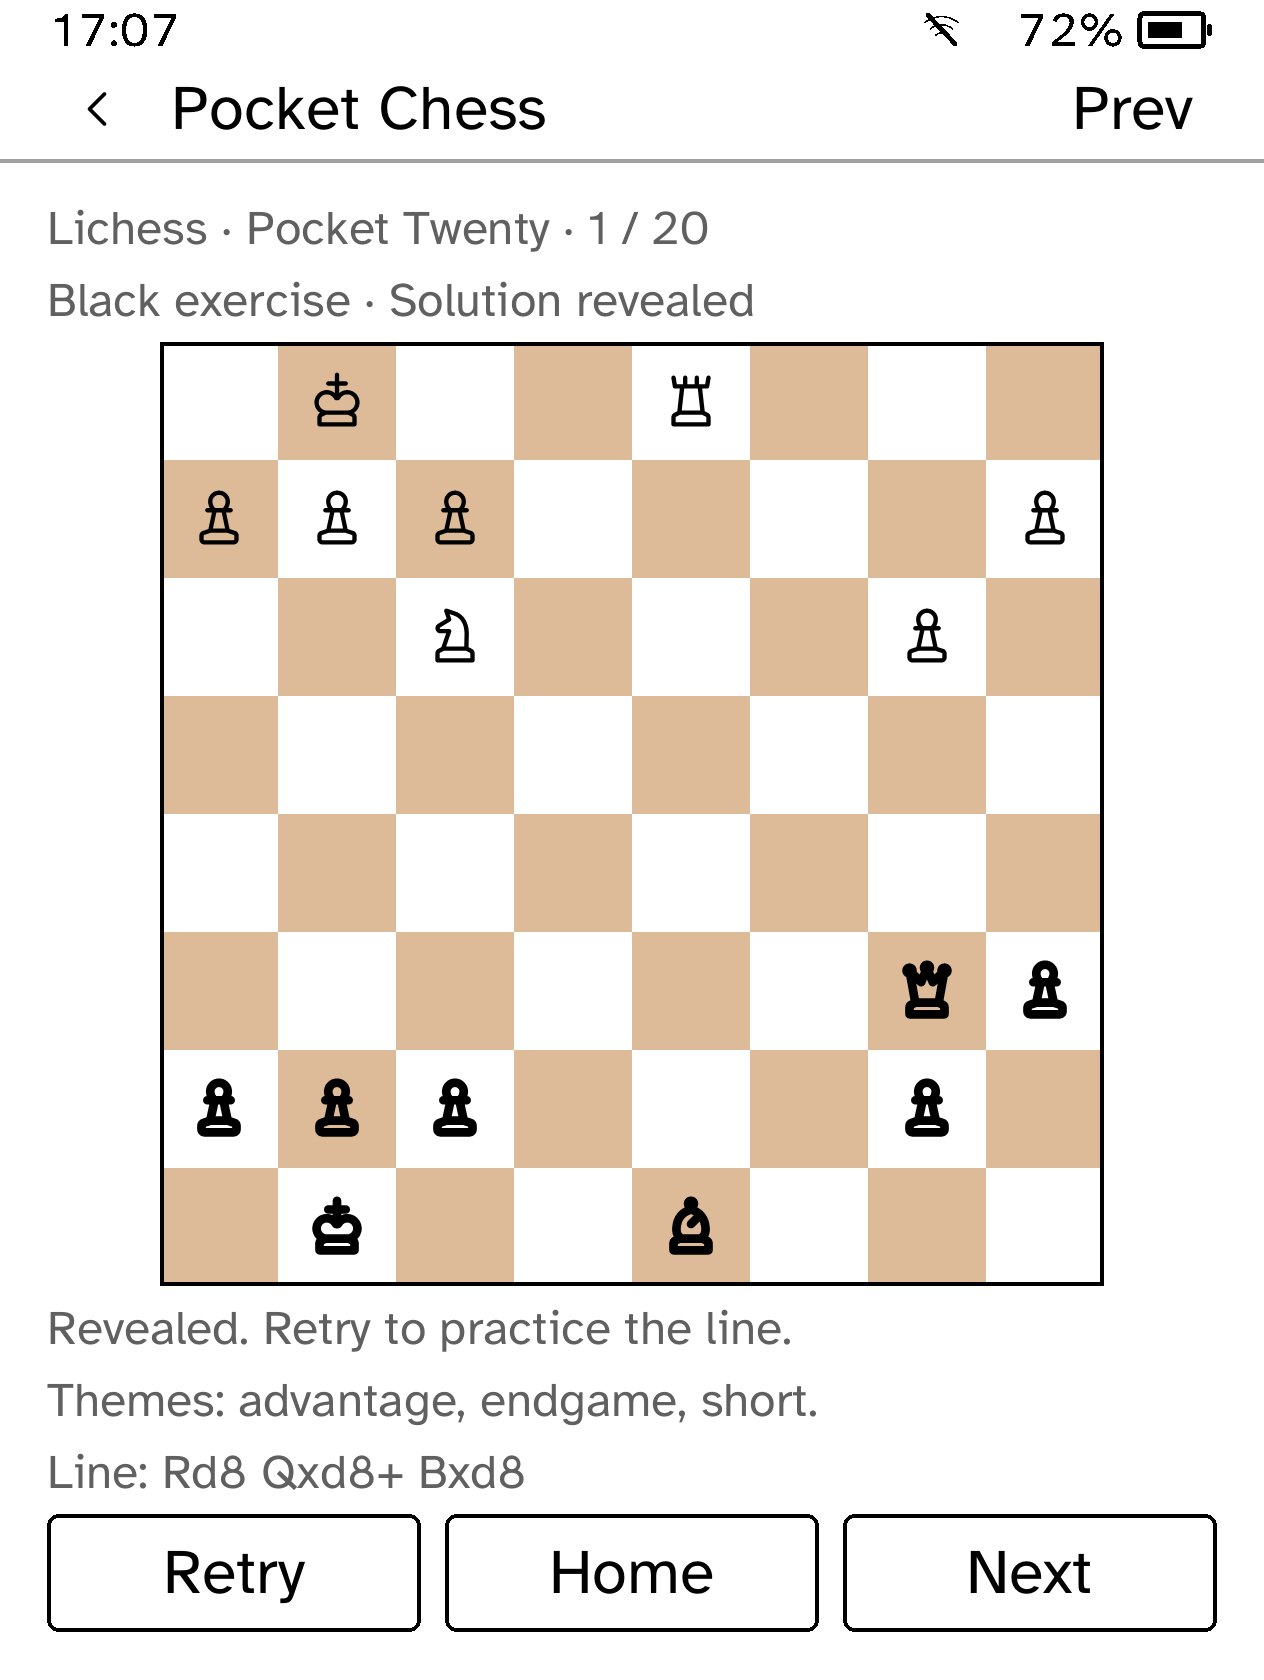 17:07
72%
Pocket Chess
Prev
Lichess · Pocket Twenty · 1 / 20
Black exercise · Solution revealed
Revealed. Retry to practice the line.
Themes: advantage, endgame, short.
Line: Rd8 Qxd8+ Bxd8
Retry
Home
Next